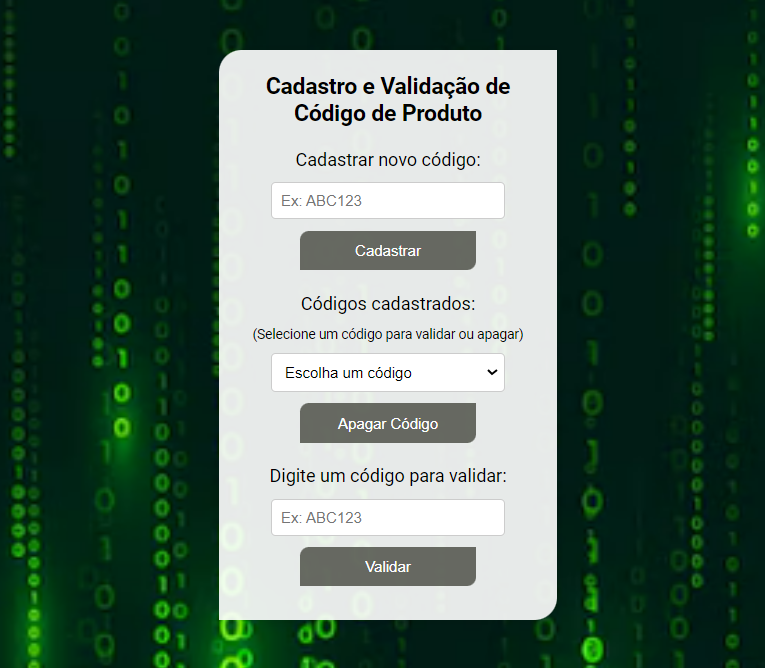 Cadastro e Validação de
Código de Produto
Cadastrar novo código:
Ex: ABC123
Cadastrar
Códigos cadastrados:
(Selecione um código para validar ou apagar)
Escolha um código
Apagar Código
Digite um código para validar:
Ex: ABC123
Validar